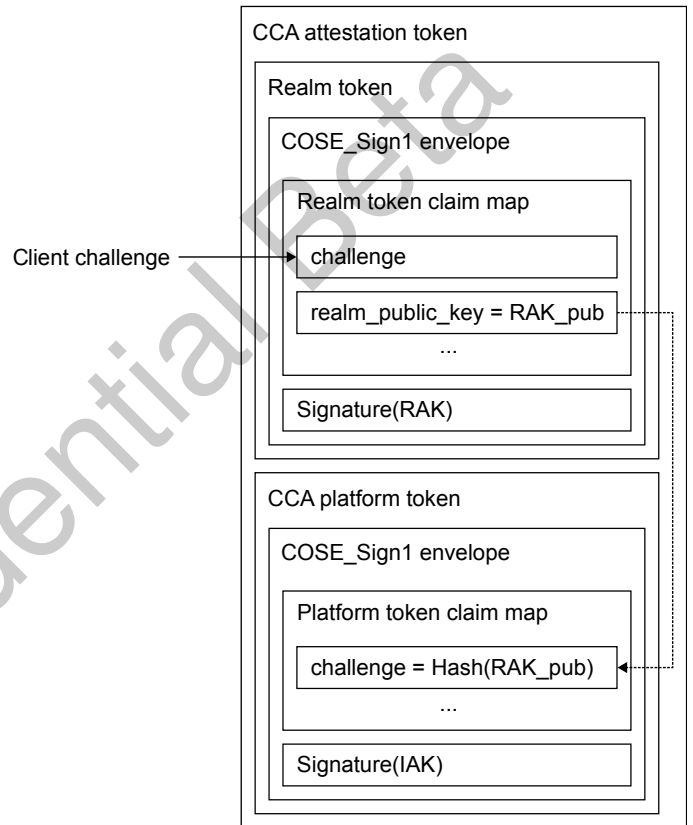 CCA attestation token
Realm token
COSE_Sign1 envelope
Realm token claim map
Client challenge
challenge
realm_public_key = RAK_pub
...
Signature(RAK)
CCA platform token
COSE_Sign1 envelope
Platform token claim map
challenge = Hash(RAK_pub)
...
Signature(IAK)
Beta